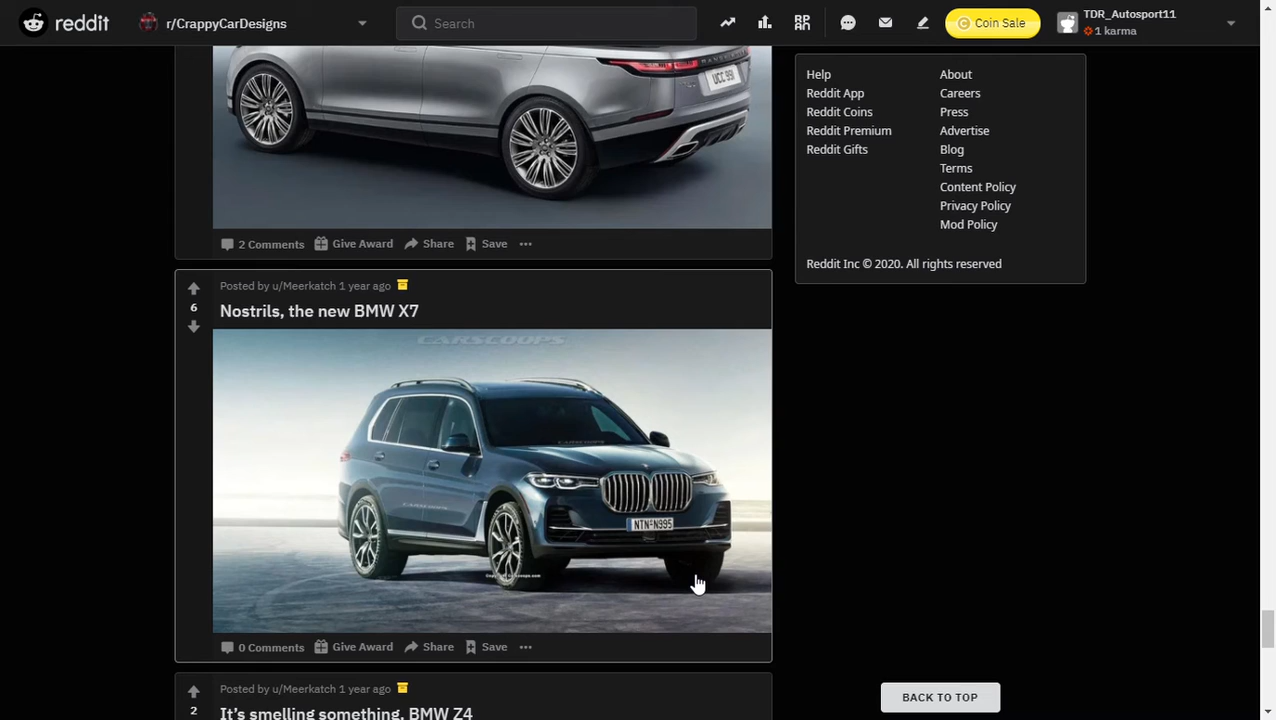 reddit r/CrappyCarDesigns Search Coin Sale TDR_Autosport11
1 karma
UCC 991
2 Comments Give Award Share Save
Help About
Reddit App Careers
Reddit Coins Press
Reddit Premium Advertise
Reddit Gifts Blog
Terms
Content Policy
Privacy Policy
Mod Policy
Reddit Inc © 2020. All rights reserved
Posted by u/Meerkatch 1 year ago
6
Nostrils, the new BMW X7
CARSCOOPS
CARSCOOPS
CARSCOOPS
NTN-N995
0 Comments Give Award Share Save
Posted by u/Meerkatch 1 year ago
2
It's smelling something, BMW Z4
BACK TO TOP